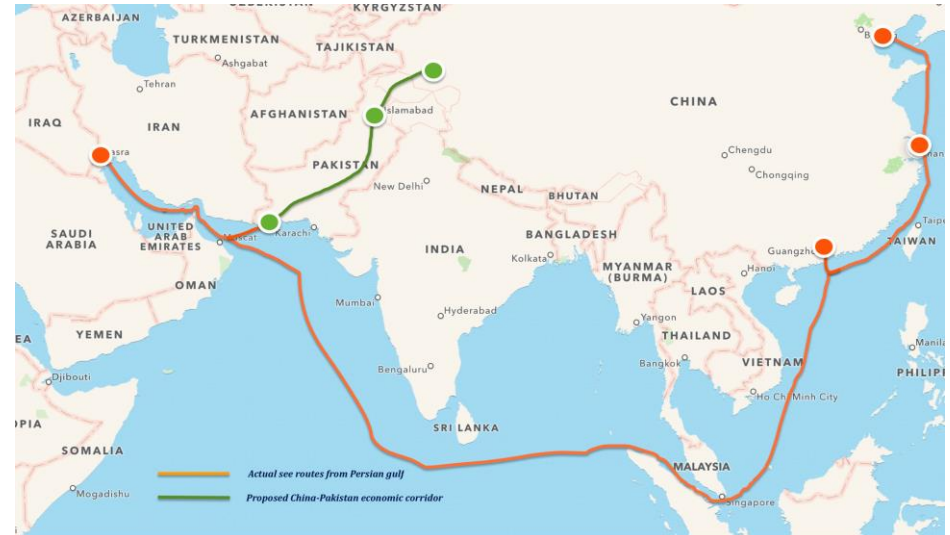 KYRGYZSTAN
AZERBAIJAN
TURKMENISTAN
TAJIKISTAN
Ashgabat
Tehran
CHINA
AFGHANISTAN
Islamabad
IRAQ
IRAN
Chengdu
PAKISTAN
Chongqing
New Delhi
NEPAL
BHUTAN
SAUDI
ARABIA
UNITED
ARAB
EMIRATES
Muscat
Karachi
BANGLADESH
Guangzh
TAIWAN
INDIA
Kolkata
MYANMAR
(BURMA)
Hanoi
OMAN
LAOS
Mumbai
Hyderabad
YEMEN
Yangon
THAILAND
Manila
Bengaluru
Bangkok
VIETNAM
Djibouti
PHILIPP
Ho Chi Minh City
SRI LANKA
SOMALIA
MALAYSIA
Actual see routes from Persian gulf
Mogadishu
Proposed China-Pakistan economic corridor
Singapore